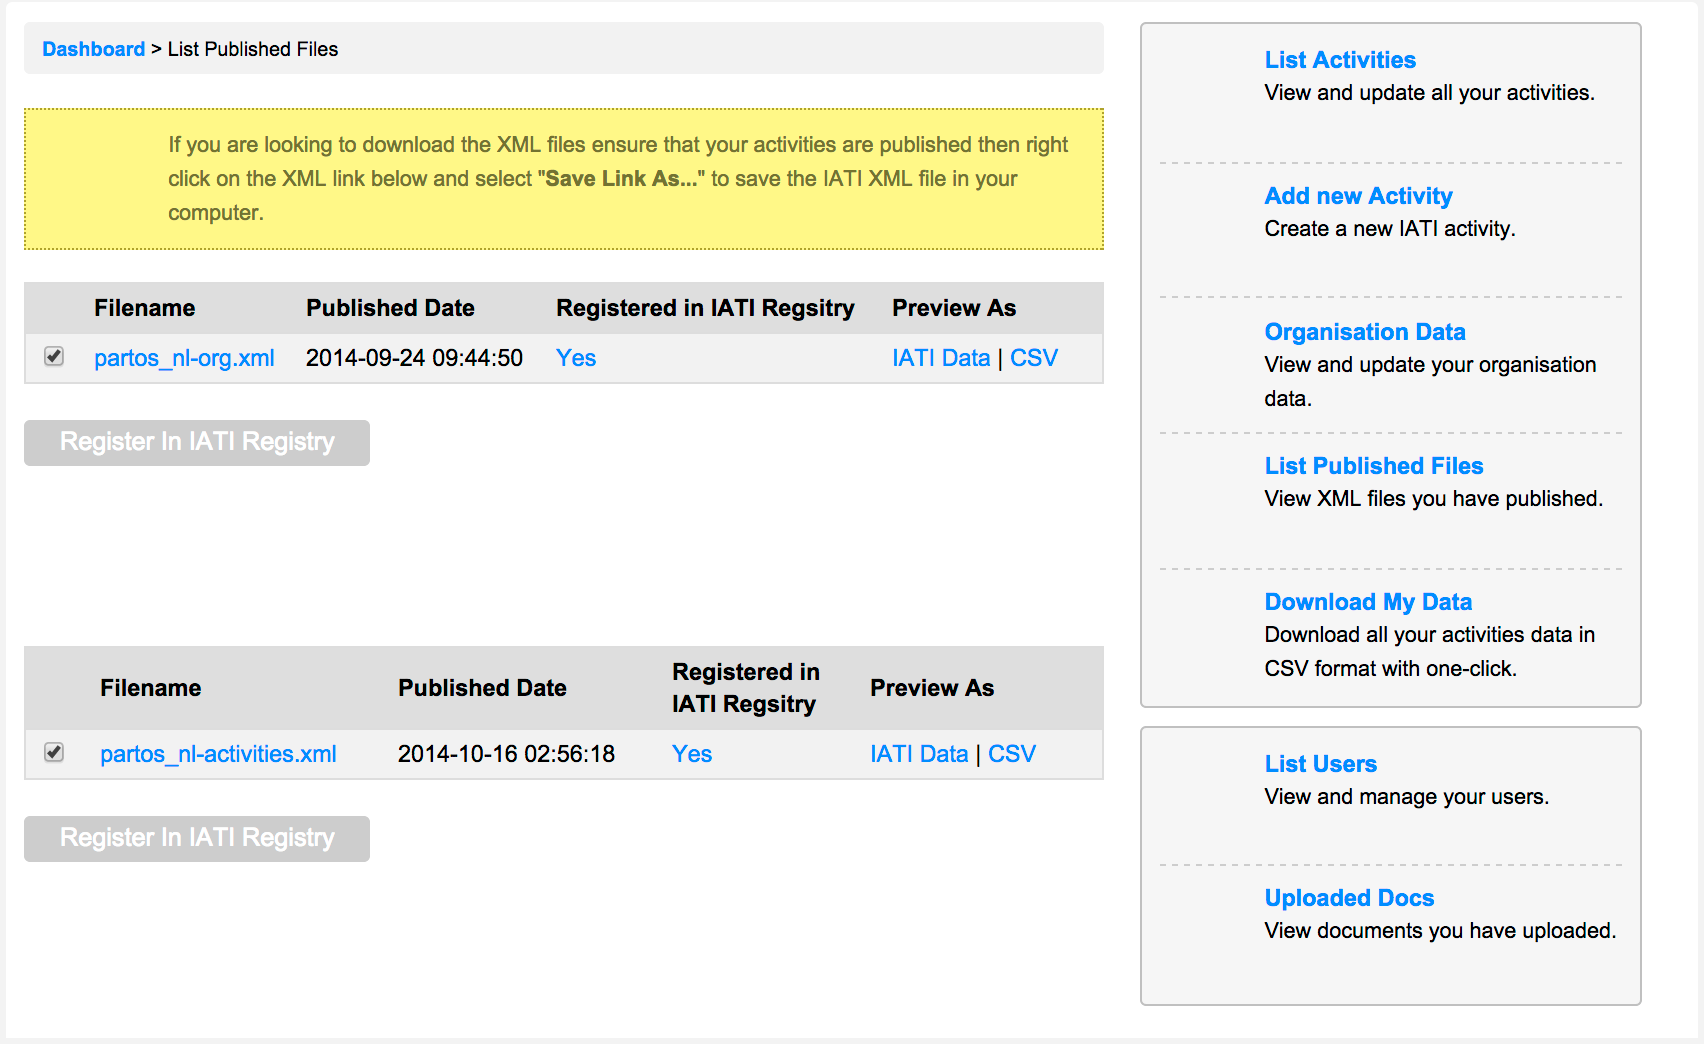 Dashboard > List Published Files
If you are looking to download the XML files ensure that your activities are published then right
click on the XML link below and select "Save Link As..." to save the IATI XML file in your
computer.
Filename Published Date Registered in IATI Regsitry Preview As
partos_nl-org.xml 2014-09-24 09:44:50 Yes IATI Data | CSV
Register In IATI Registry
Filename Published Date Registered in IATI Regsitry Preview As
partos_nl-activities.xml 2014-10-16 02:56:18 Yes IATI Data | CSV
Register In IATI Registry
List Activities
View and update all your activities.
Add new Activity
Create a new IATI activity.
Organisation Data
View and update your organisation
data.
List Published Files
View XML files you have published.
Download My Data
Download all your activities data in
CSV format with one-click.
List Users
View and manage your users.
Uploaded Docs
View documents you have uploaded.